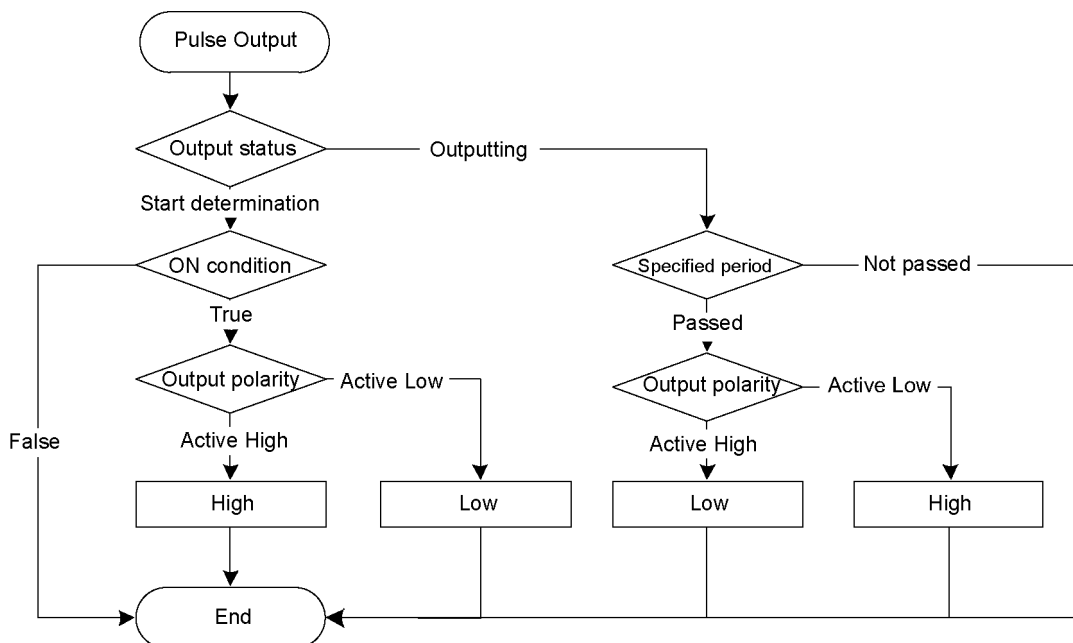 Pulse Output
Output status
Outputting
Start determination
ON condition
Specified period
Not passed
True
Passed
Output polarity
Active Low
Output polarity
Active Low
False
Active High
Active High
High
Low
Low
High
End